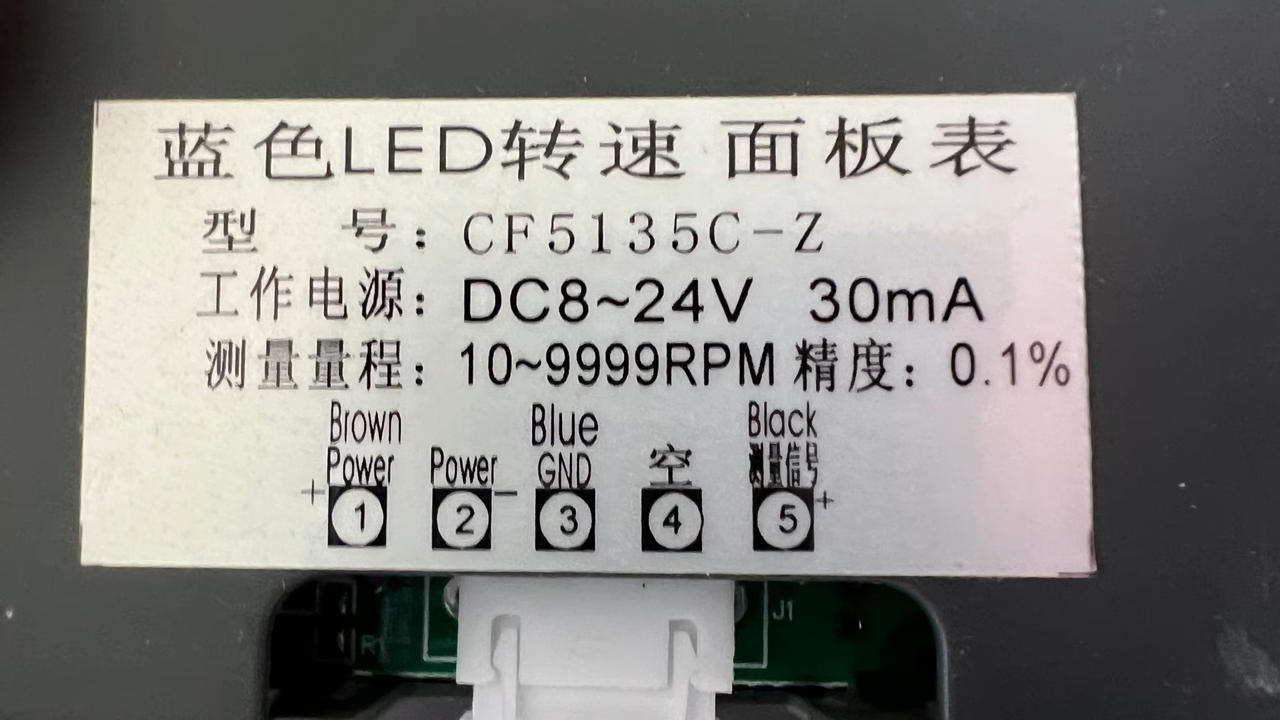 蓝色LED转速 面板表
型 号：CF5135C-Z
工作电源：DC8~24V 30mA
测量量程：10~9999RPM 精度：0.1%
Brown Blue Black
Power Power GND 空 测量信号
+ 1 2 - 3 4 5 +
J1
R1